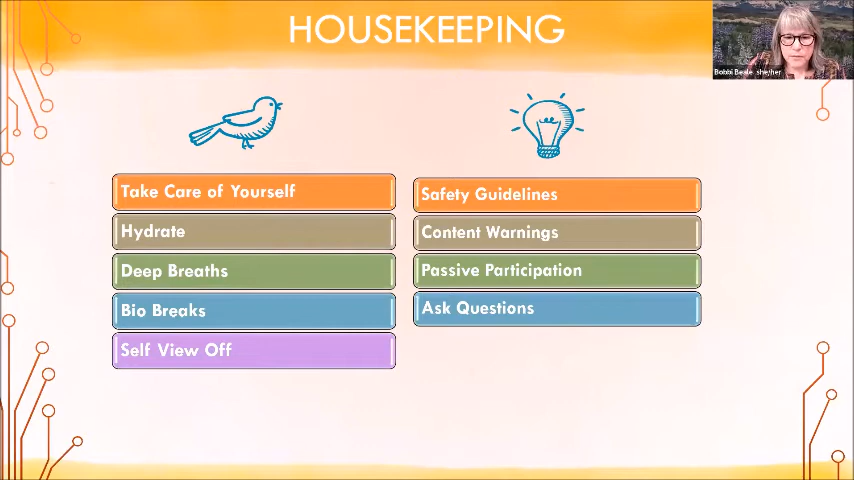 HOUSEKEEPING
Bobbi Beale she/her
Take Care of Yourself
Hydrate
Deep Breaths
Bio Breaks
Self View Off
Safety Guidelines
Content Warnings
Passive Participation
Ask Questions